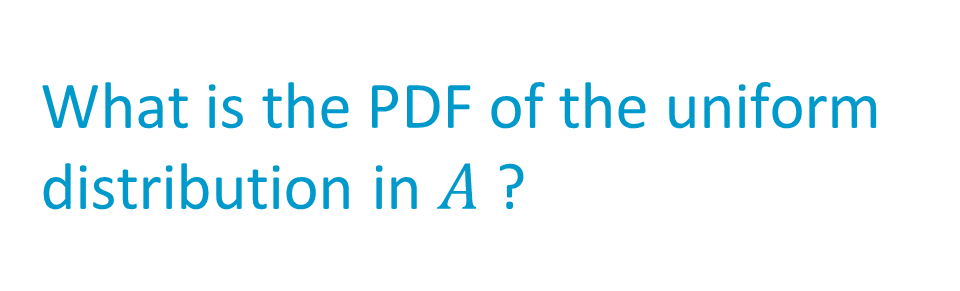 What is the PDF of the uniform
distribution in A ?